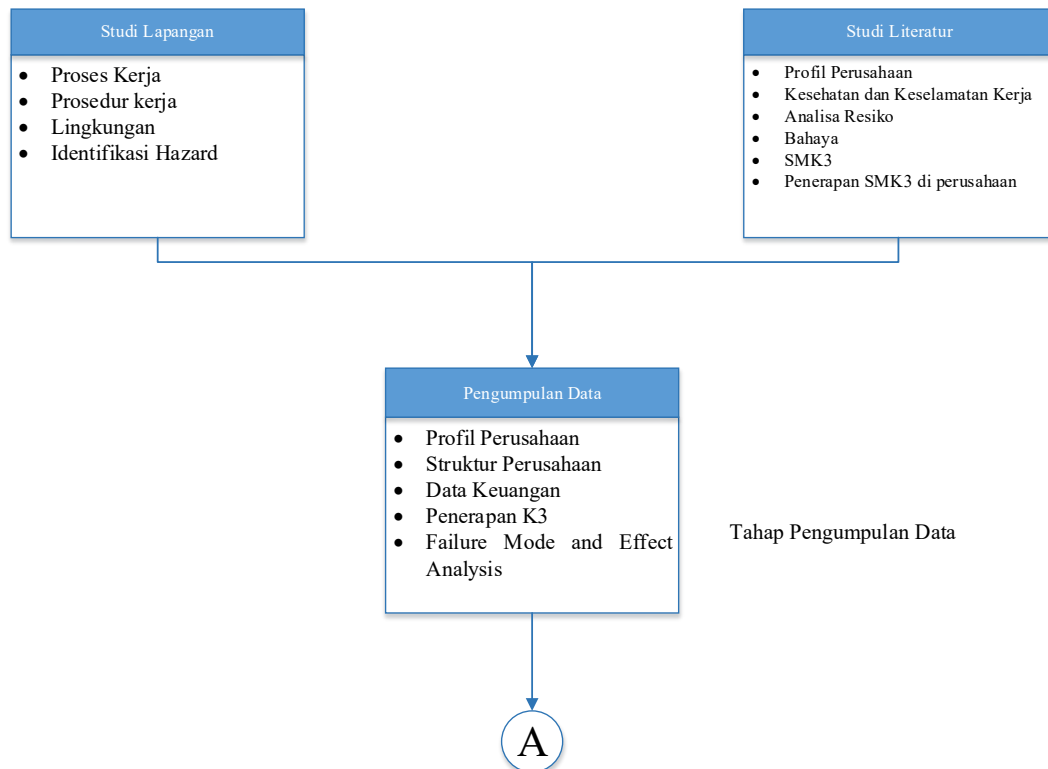 Studi Lapangan
• Proses Kerja
• Prosedur kerja
• Lingkungan
• Identifikasi Hazard
Studi Literatur
• Profil Perusahaan
• Kesehatan dan Keselamatan Kerja
• Analisa Resiko
• Bahaya
• SMK3
• Penerapan SMK3 di perusahaan
Pengumpulan Data
• Profil Perusahaan
• Struktur Perusahaan
• Data Keuangan
• Penerapan K3
• Failure Mode and Effect
Analysis
Tahap Pengumpulan Data
A